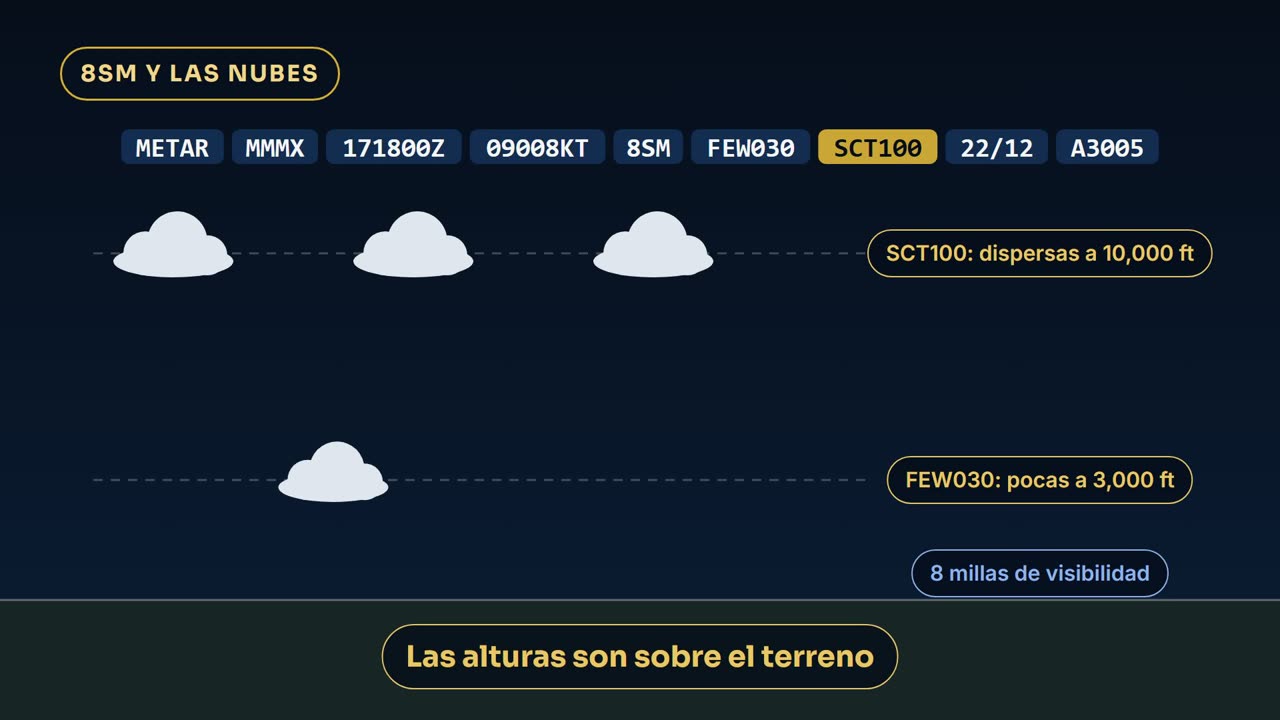 8SM Y LAS NUBES
METAR MMMX 171800Z 09008KT 8SM FEW030 SCT100 22/12 A3005
SCT100: dispersas a 10,000 ft
FEW030: pocas a 3,000 ft
8 millas de visibilidad
Las alturas son sobre el terreno